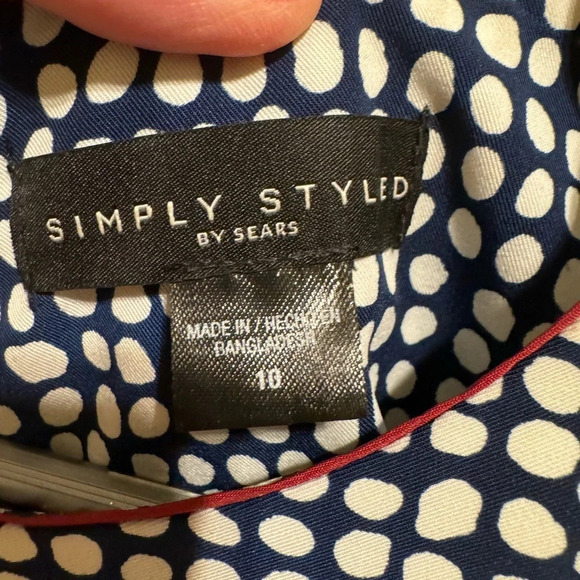 SIMPLY STYLED
BY SEARS
MADE IN / HECHO EN
BANGLADESH
10